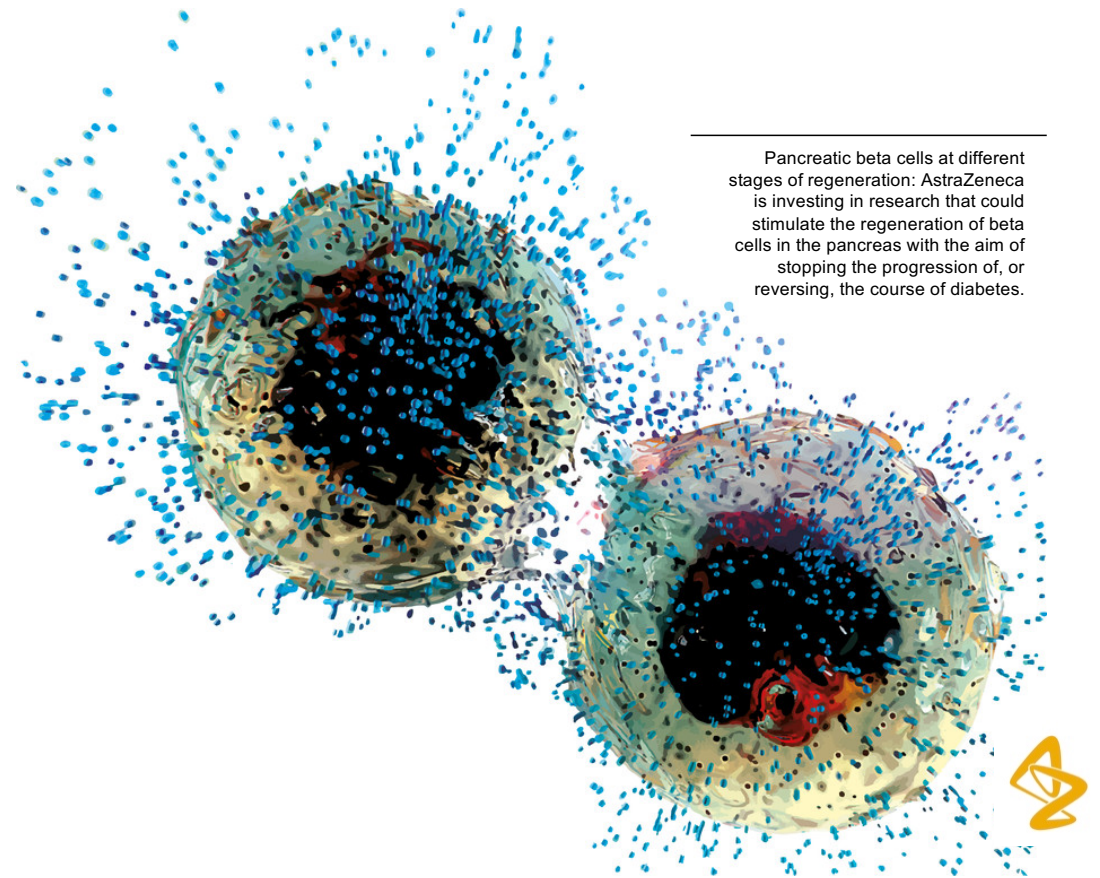 Pancreatic beta cells at different
stages of regeneration: AstraZeneca
is investing in research that could
stimulate the regeneration of beta
cells in the pancreas with the aim of
stopping the progression of, or
reversing, the course of diabetes.